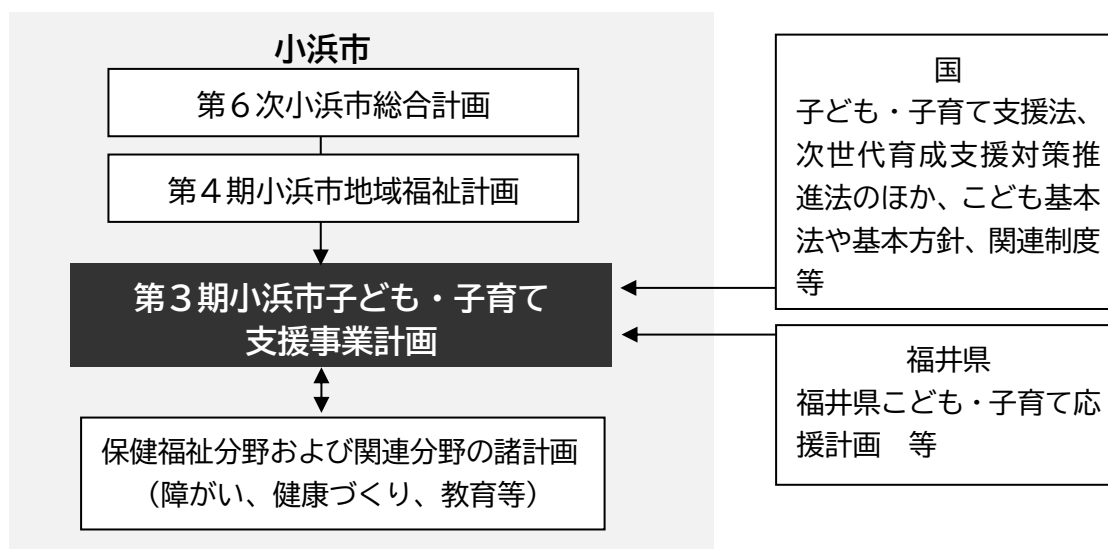 小浜市
第6次小浜市総合計画
第4期小浜市地域福祉計画
第3期小浜市子ども・子育て
支援事業計画
保健福祉分野および関連分野の諸計画
(障がい、健康づくり、教育等)
国
子ども・子育て支援法、
次世代育成支援対策推
進法のほか、こども基本
法や基本方針、関連制度
等
福井県
福井県こども・子育て応
援計画　等